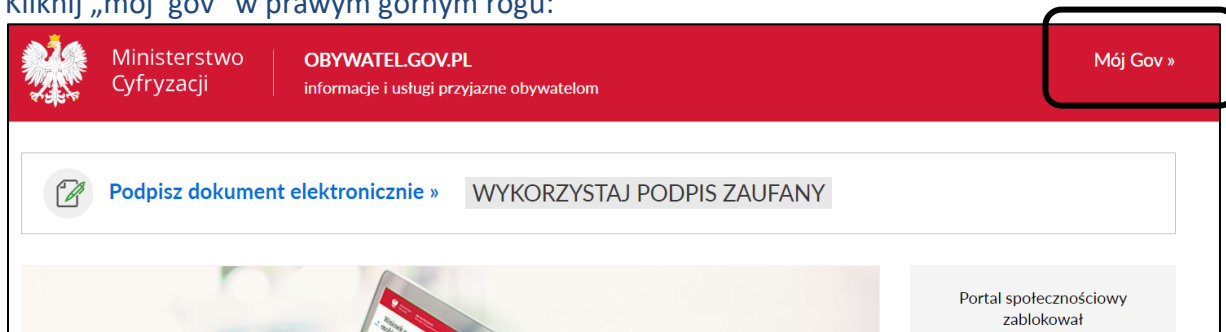 Kliknij „mój gov” w prawym górnym rogu:
Ministerstwo
Cyfryzacji
OBYWATEL.GOV.PL
informacje i usługi przyjazne obywatelom
Mój Gov »
Podpisz dokument elektronicznie » WYKORZYSTAJ PODPIS ZAUFANY
Portal społecznościowy
zablokował